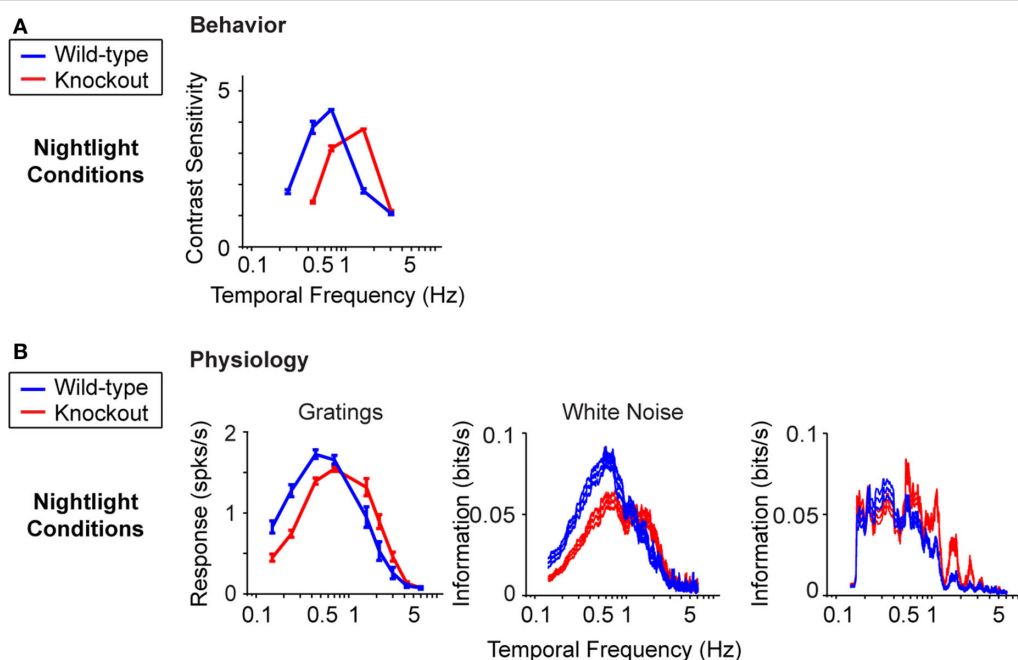 A
Behavior
Wild-type
Knockout
Nightlight
Conditions
Contrast Sensitivity
5
0
0.1 0.5 1 5
Temporal Frequency (Hz)
B
Physiology
Wild-type
Knockout
Nightlight
Conditions
Gratings
White Noise
Response (spks/s)
2
1
0
0.1 0.5 1 5
Information (bits/s)
0.1
0.05
0
0.1 0.5 1 5
Information (bits/s)
0.1
0.05
0
0.1 0.5 1 5
Temporal Frequency (Hz)